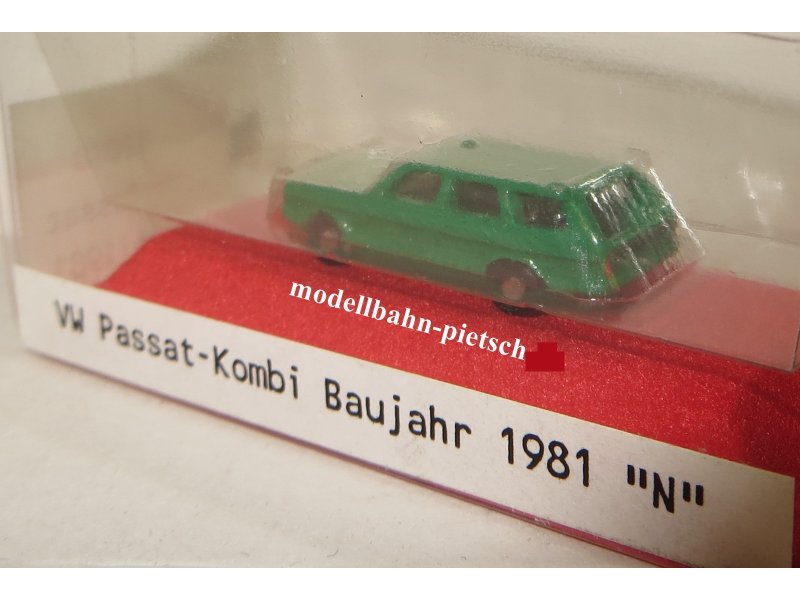 modellbahn-pietsch
VW Passat-Kombi Baujahr 1981 "N"